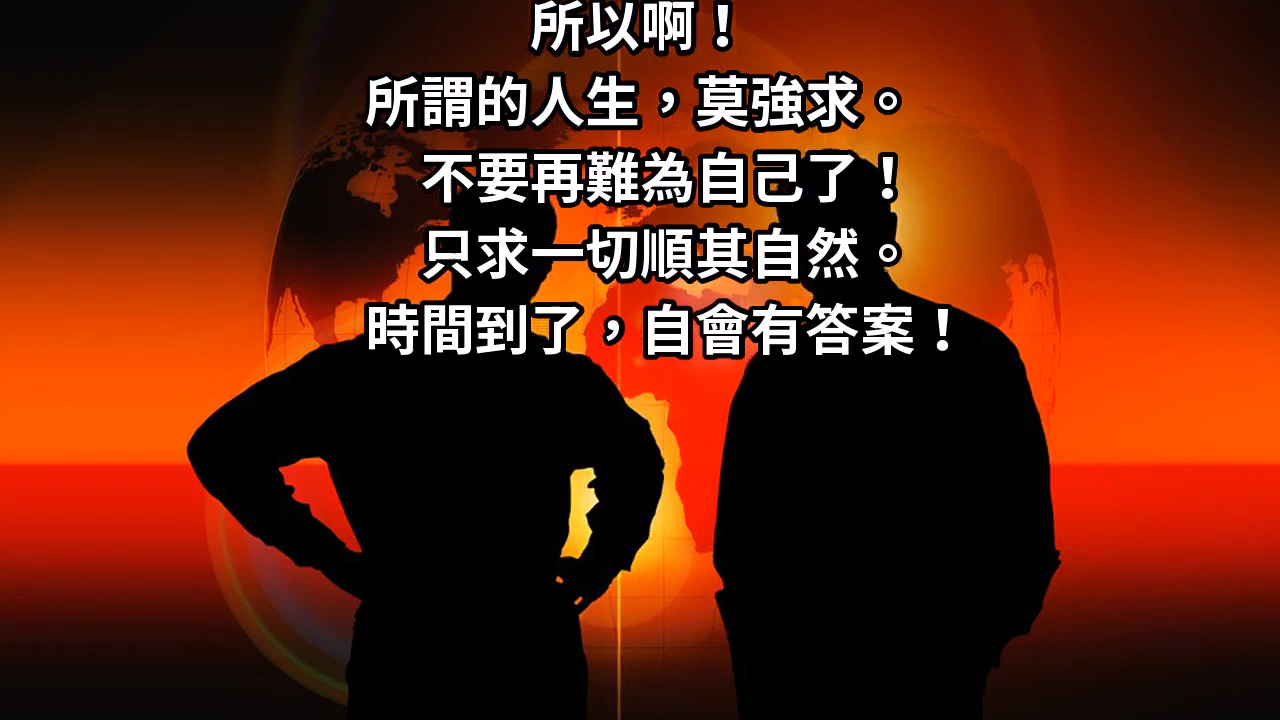 所以啊！
所謂的人生，莫強求。
不要再難為自己了！
只求一切順其自然。
時間到了，自會有答案！